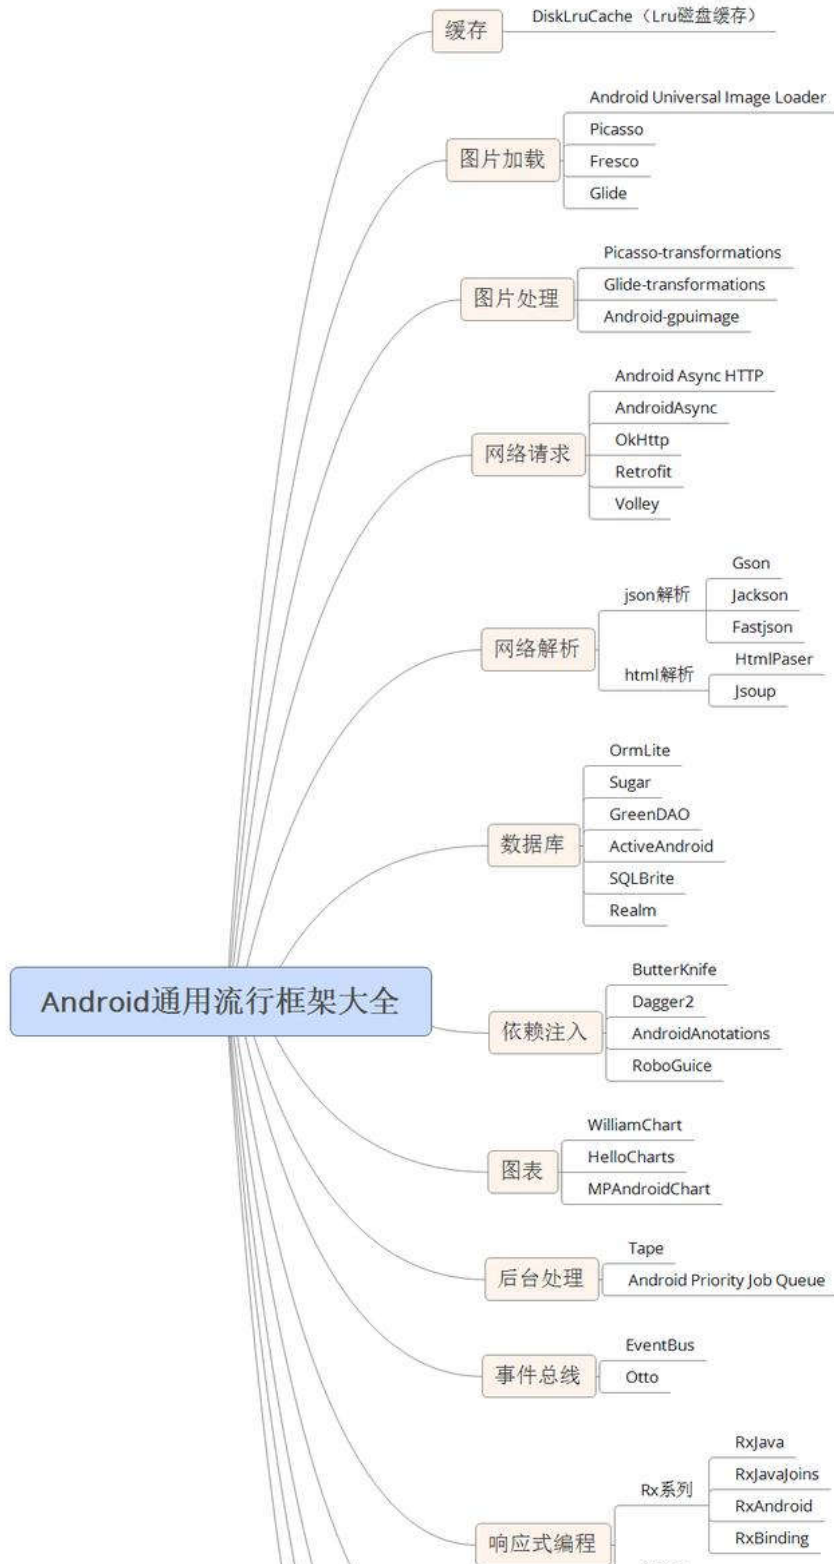 缓存
DiskLruCache（Lru磁盘缓存）
图片加载
Android Universal Image Loader
Picasso
Fresco
Glide
图片处理
Picasso-transformations
Glide-transformations
Android-gpuimage
网络请求
Android Async HTTP
AndroidAsync
OkHttp
Retrofit
Volley
网络解析
json解析
Gson
Jackson
Fastjson
html解析
HtmlPaser
Jsoup
数据库
OrmLite
Sugar
GreenDAO
ActiveAndroid
SQLBrite
Realm
Android通用流行框架大全
依赖注入
ButterKnife
Dagger2
AndroidAnotations
RoboGuice
图表
WilliamChart
HelloCharts
MPAndroidChart
后台处理
Tape
Android Priority Job Queue
事件总线
EventBus
Otto
响应式编程
Rx系列
RxJava
RxJavaJoins
RxAndroid
RxBinding